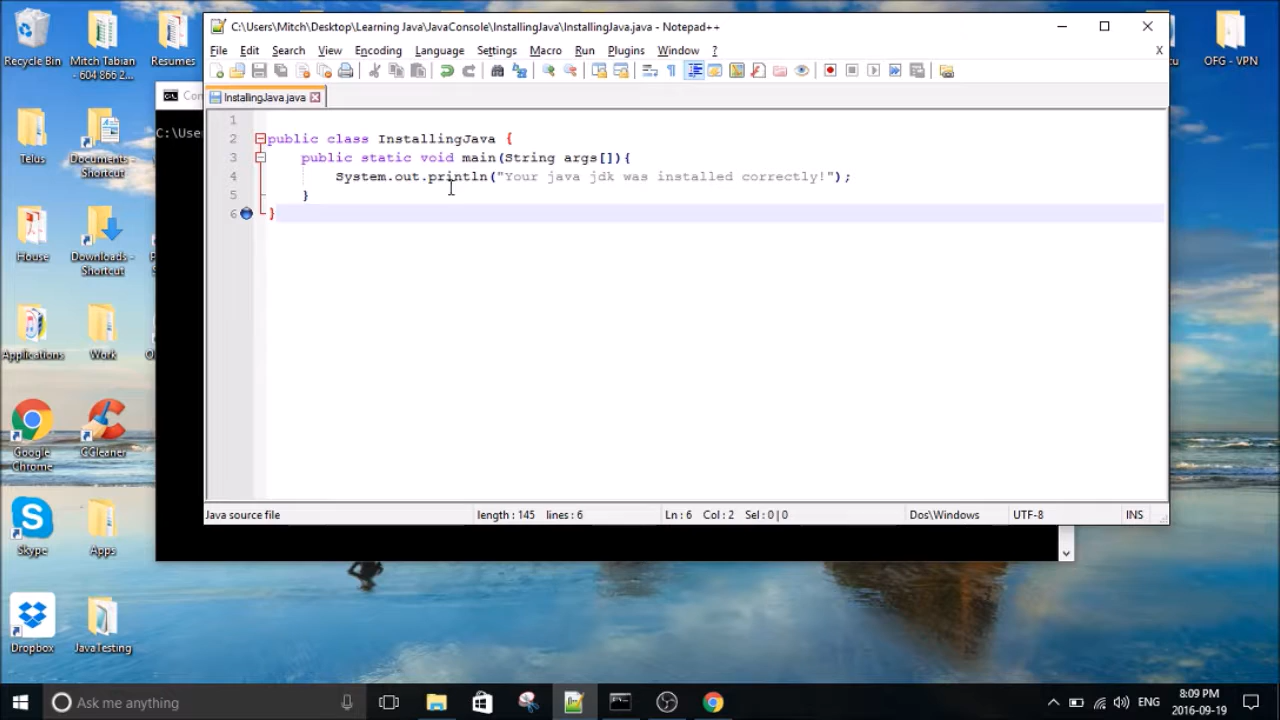 C:\Users\Mitch\Desktop\Learning Java\JavaConsole\InstallingJava\InstallingJava.java - Notepad++
File Edit Search View Encoding Language Settings Macro Run Plugins Window ? X
InstallingJava.java
1
2 public class InstallingJava {
3 public static void main(String args[]){
4 System.out.println("Your java jdk was installed correctly!");
5 }
6 }
Java source file length : 145 lines : 6 Ln : 6 Col : 2 Sel : 0 | 0 Dos\Windows UTF-8 INS
C:\Use
Recycle Bin
Mitch Tabian
- 604 866 2...
Resumes
OFG - VPN
Telus
Documents -
Shortcut
House
Downloads -
Shortcut
Applications
Work
Google
Chrome
CCleaner
Skype
Apps
Dropbox
JavaTesting
Ask me anything
ENG
8:09 PM
2016-09-19